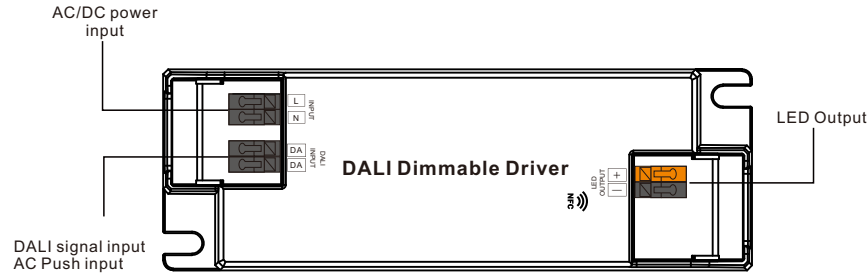 AC/DC power
input
L
N
INPUT
DA
DA
DALI
INPUT
DALI signal input
AC Push input
DALI Dimmable Driver
NFC
LED
OUTPUT
+
—
LED Output